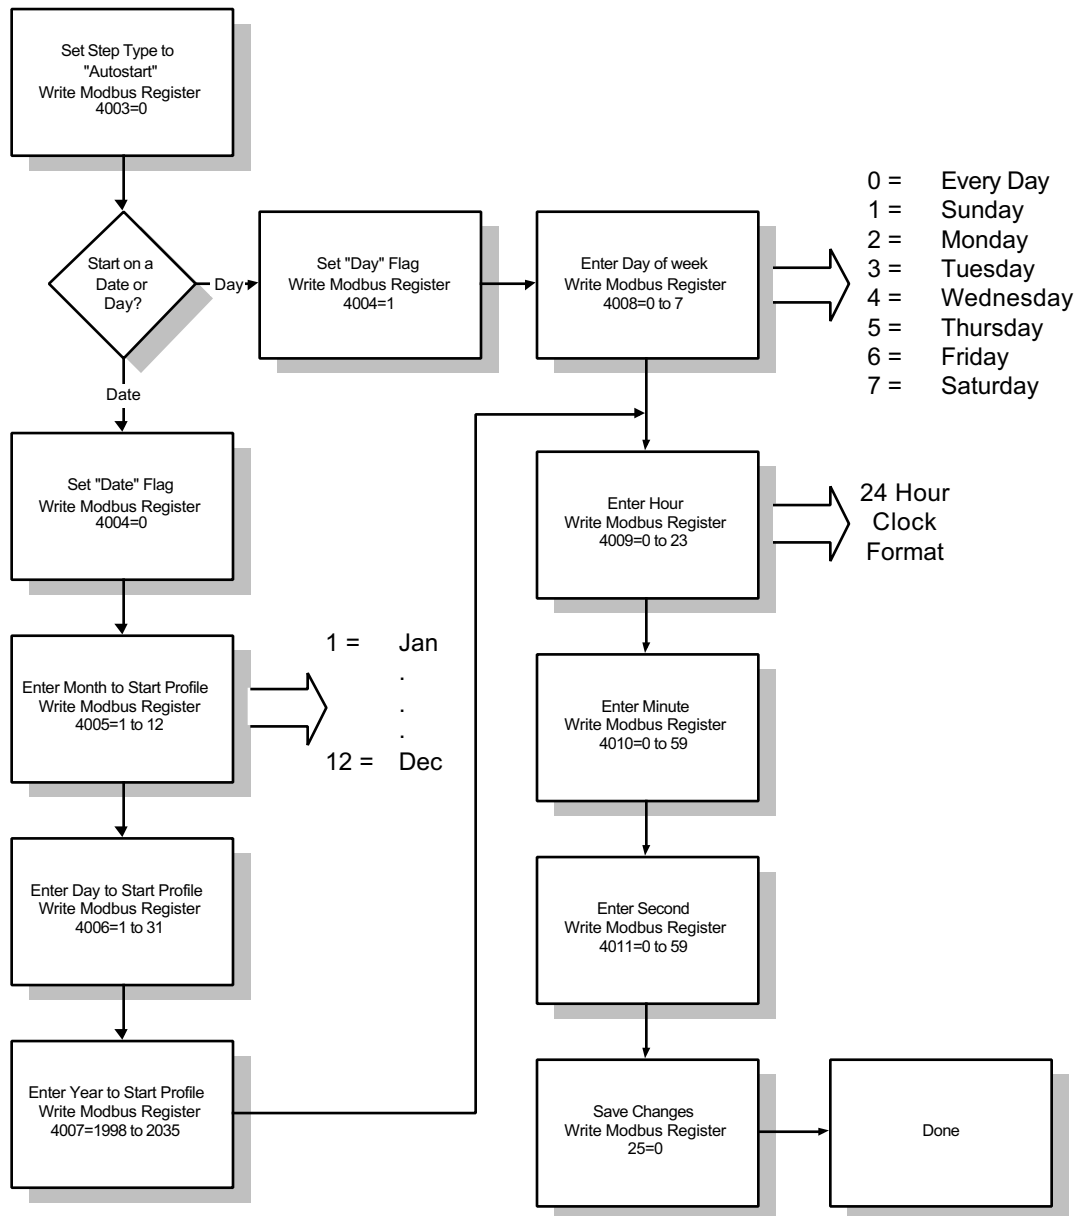 Set Step Type to
"Autostart"
Write Modbus Register
4003=0
Start on a
Date or
Day?
Day
Set "Day" Flag
Write Modbus Register
4004=1
Enter Day of week
Write Modbus Register
4008=0 to 7
0 = Every Day
1 = Sunday
2 = Monday
3 = Tuesday
4 = Wednesday
5 = Thursday
6 = Friday
7 = Saturday
Date
Set "Date" Flag
Write Modbus Register
4004=0
Enter Month to Start Profile
Write Modbus Register
4005=1 to 12
1 = Jan
.
.
.
12 = Dec
Enter Day to Start Profile
Write Modbus Register
4006=1 to 31
Enter Year to Start Profile
Write Modbus Register
4007=1998 to 2035
Enter Hour
Write Modbus Register
4009=0 to 23
24 Hour
Clock
Format
Enter Minute
Write Modbus Register
4010=0 to 59
Enter Second
Write Modbus Register
4011=0 to 59
Save Changes
Write Modbus Register
25=0
Done